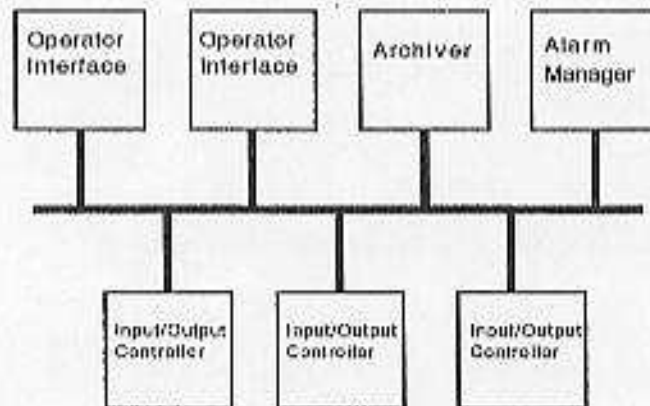 Operator
Interface
Operator
Interface
Archiver
Alarm
Manager
Input/Output
Controller
Input/Output
Controller
Input/Output
Controller